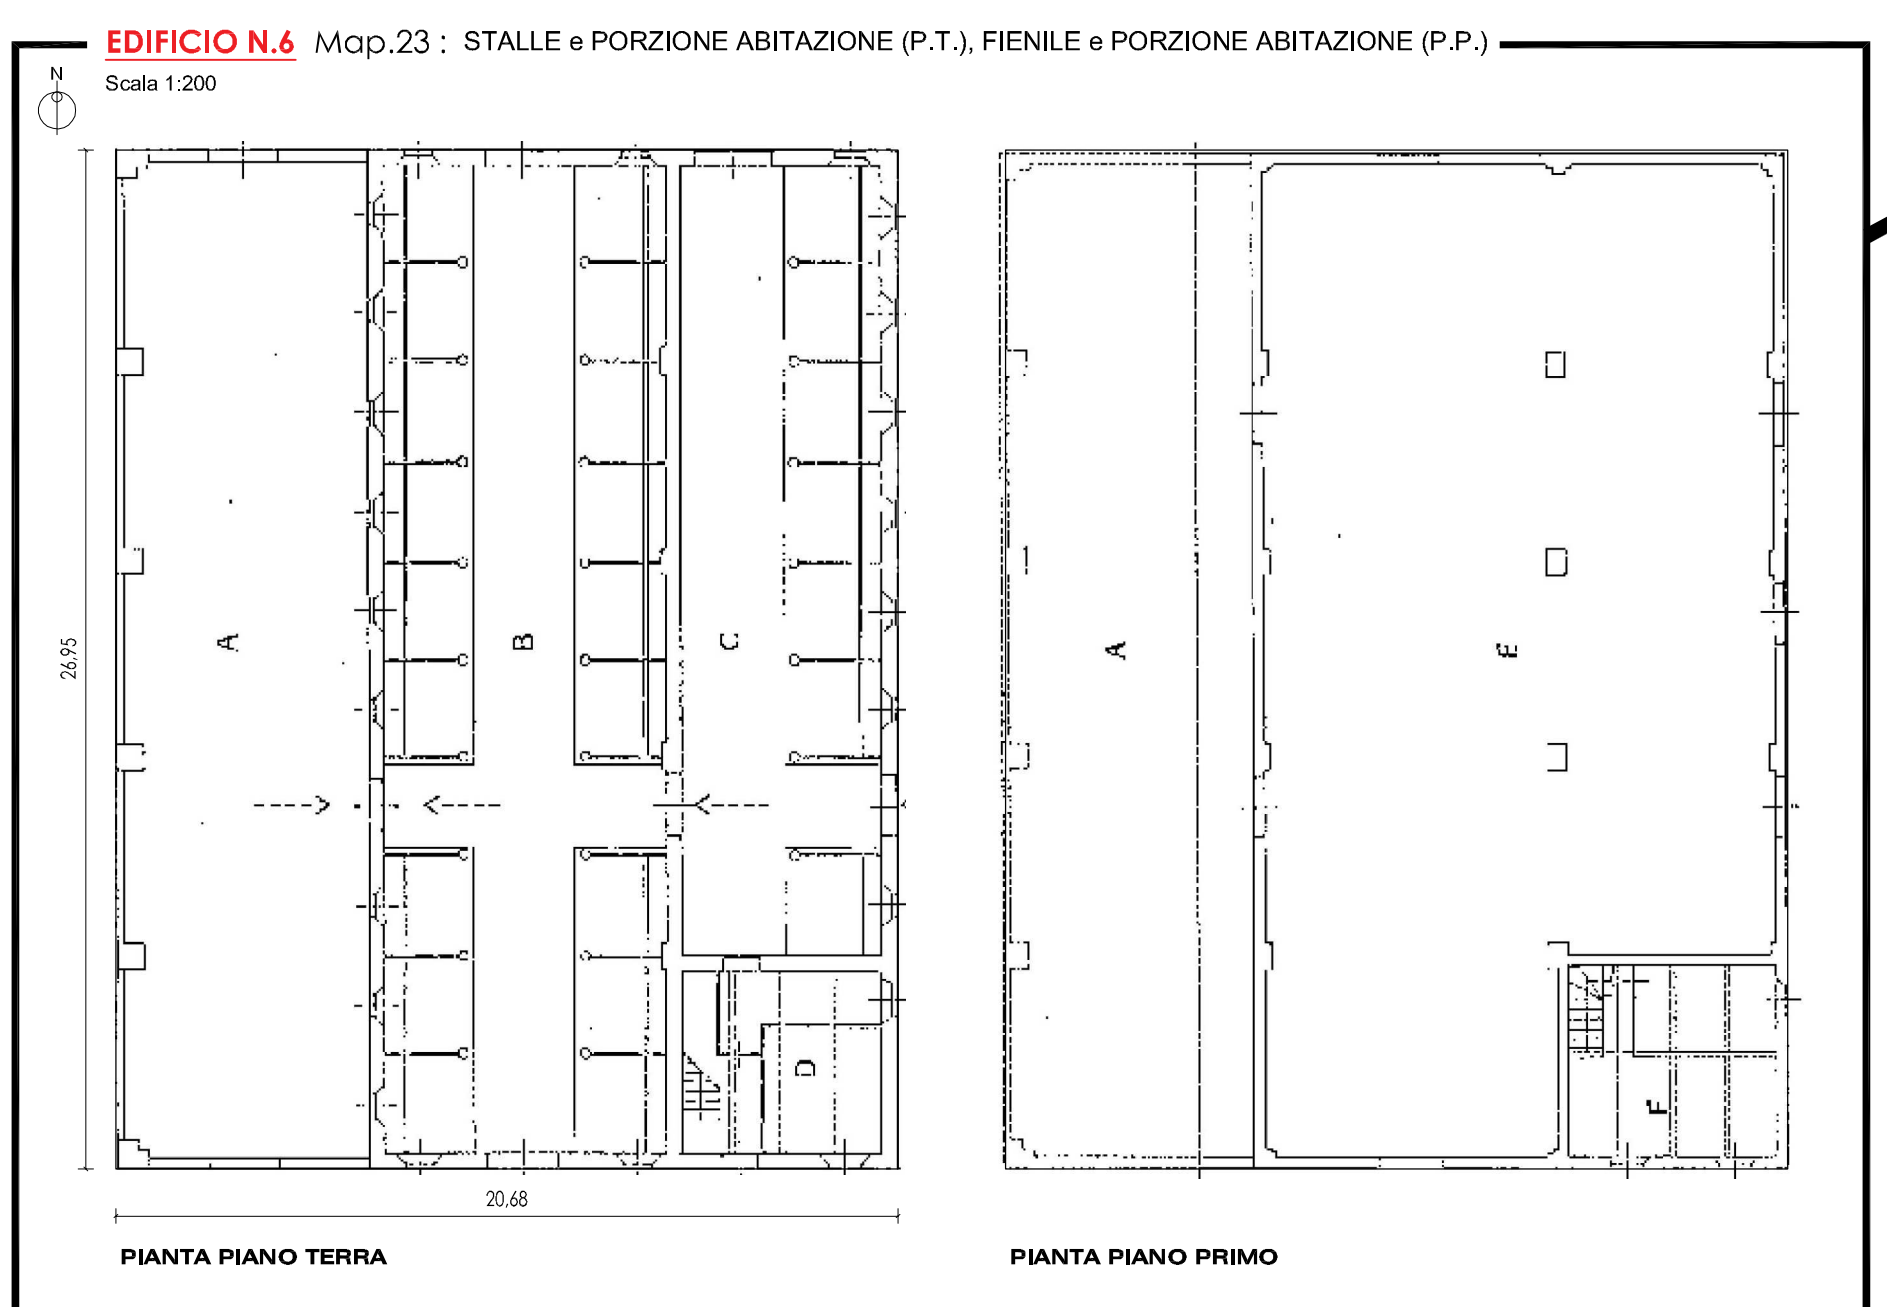 EDIFICIO N.6 Map.23 : STALLE e PORZIONE ABITAZIONE (P.T.), FIENILE e PORZIONE ABITAZIONE (P.P.)
N
Scala 1:200
A
B
C
D
26.95
20,68
A
E
F
PIANTA PIANO TERRA
PIANTA PIANO PRIMO